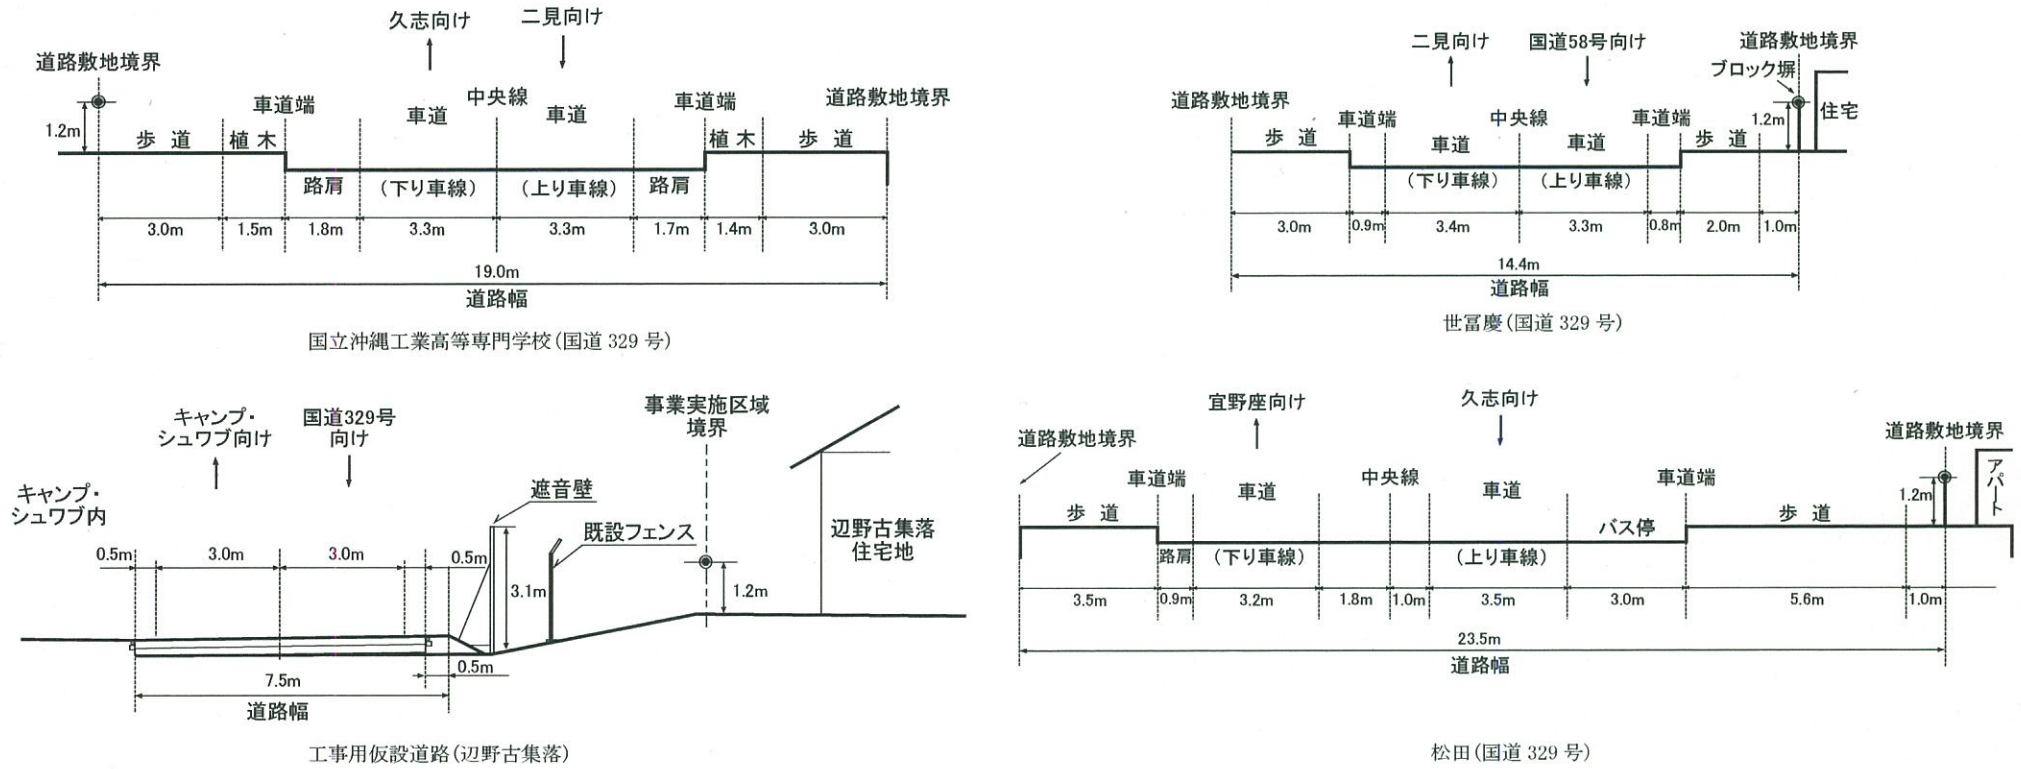 久志向け
二見向け
道路敷地境界
車道端
車道
中央線
車道
車道端
道路敷地境界
1.2m
歩 道
植 木
植 木
歩 道
路肩
(下り車線)
(上り車線)
路肩
3.0m
1.5m
1.8m
3.3m
3.3m
1.7m
1.4m
3.0m
19.0m
道路幅
国立沖縄工業高等専門学校(国道 329 号)
二見向け
国道58号向け
道路敷地境界
ブロック塀
道路敷地境界
車道端
中央線
車道端
1.2m
住宅
歩 道
車道
車道
歩 道
(下り車線)
(上り車線)
3.0m
0.9m
3.4m
3.3m
0.8m
2.0m
1.0m
14.4m
道路幅
世冨慶(国道 329 号)
キャンプ・
シュワブ向け
国道329号
向け
事業実施区域
境界
キャンプ・
シュワブ内
遮音壁
既設フェンス
辺野古集落
住宅地
0.5m
3.0m
3.0m
0.5m
3.1m
1.2m
0.5m
7.5m
道路幅
工事用仮設道路(辺野古集落)
宜野座向け
久志向け
道路敷地境界
道路敷地境界
車道端
車道
中央線
車道
車道端
1.2m
アパート
歩 道
バス停
歩 道
路肩
(下り車線)
(上り車線)
3.5m
0.9m
3.2m
1.8m
1.0m
3.5m
3.0m
5.6m
1.0m
23.5m
道路幅
松田(国道 329 号)